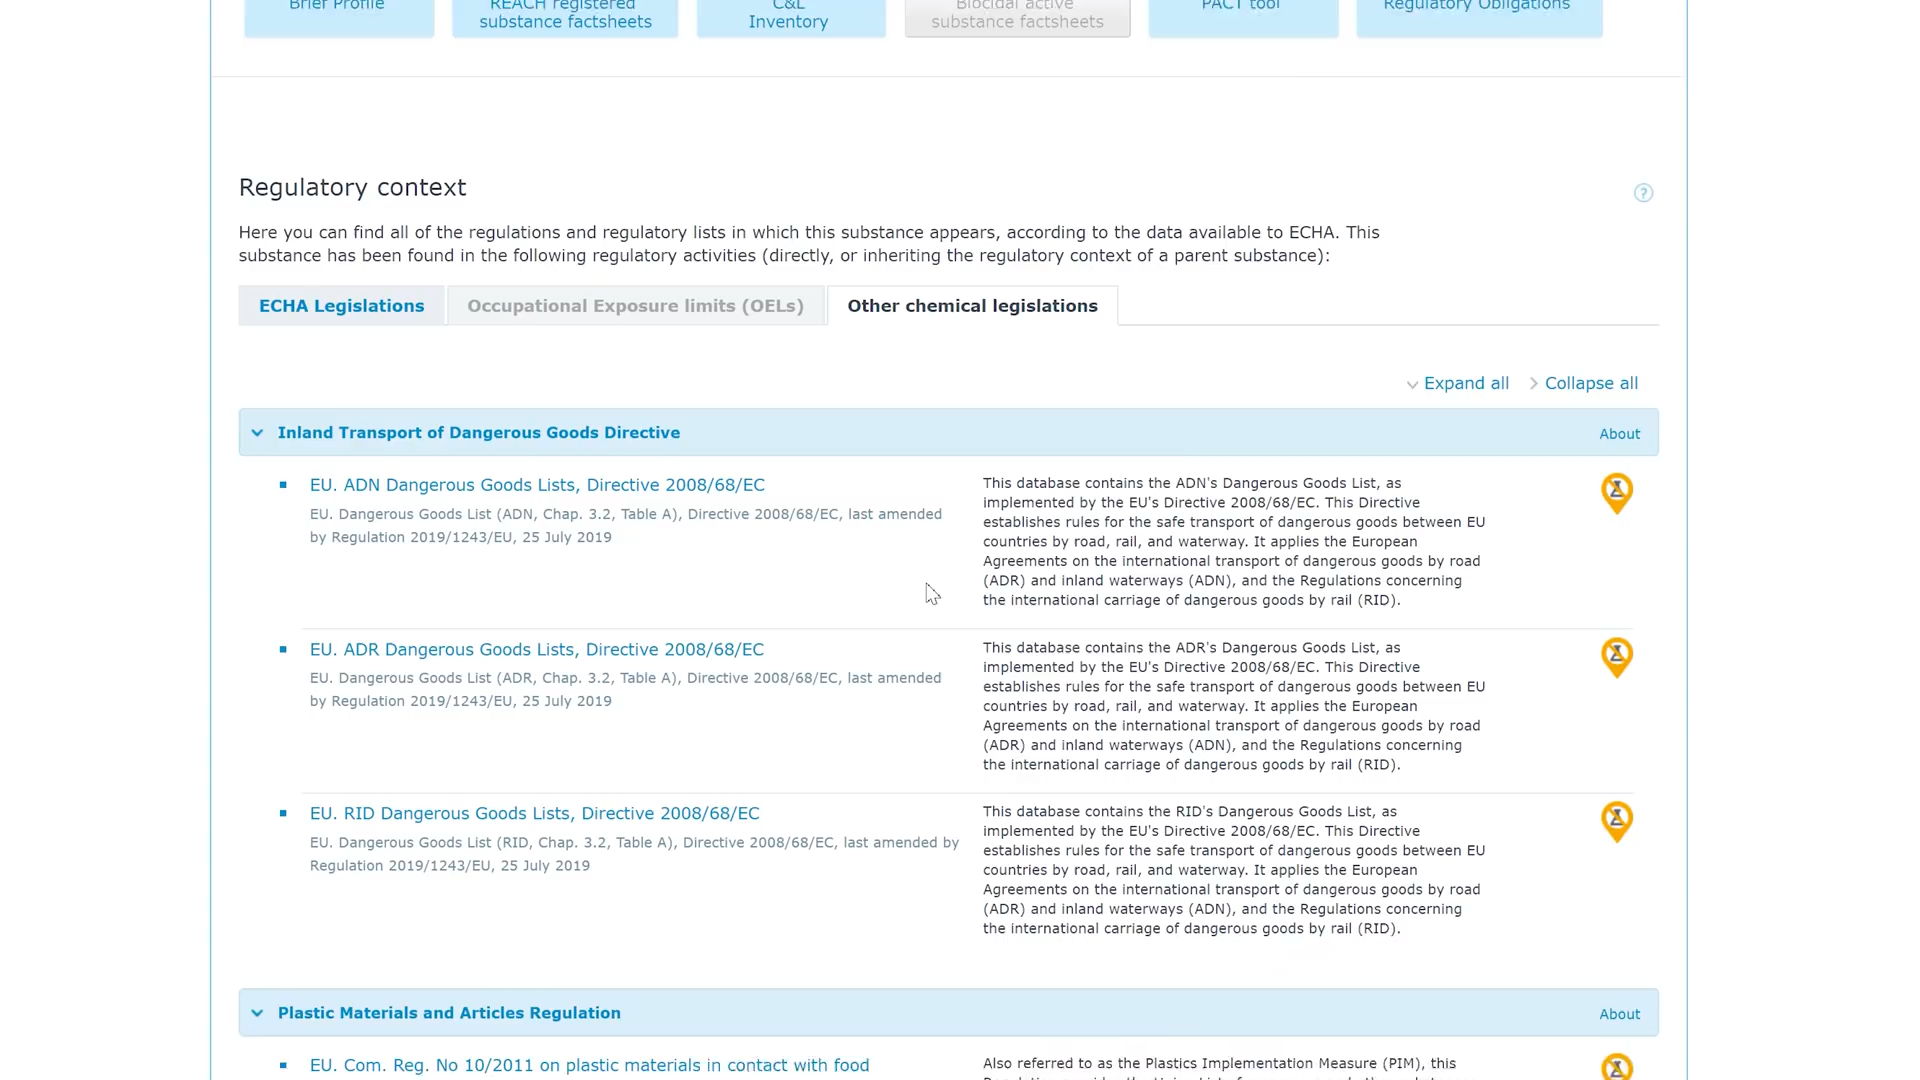 Brief Profile
REACH registered
substance factsheets
C&L
Inventory
Biocidal active
substance factsheets
PACT tool
Regulatory Obligations
Regulatory context
?
Here you can find all of the regulations and regulatory lists in which this substance appears, according to the data available to ECHA. This
substance has been found in the following regulatory activities (directly, or inheriting the regulatory context of a parent substance):
ECHA Legislations
Occupational Exposure limits (OELs)
Other chemical legislations
Expand all
Collapse all
Inland Transport of Dangerous Goods Directive
About
EU. ADN Dangerous Goods Lists, Directive 2008/68/EC
EU. Dangerous Goods List (ADN, Chap. 3.2, Table A), Directive 2008/68/EC, last amended
by Regulation 2019/1243/EU, 25 July 2019
This database contains the ADN's Dangerous Goods List, as
implemented by the EU's Directive 2008/68/EC. This Directive
establishes rules for the safe transport of dangerous goods between EU
countries by road, rail, and waterway. It applies the European
Agreements on the international transport of dangerous goods by road
(ADR) and inland waterways (ADN), and the Regulations concerning
the international carriage of dangerous goods by rail (RID).
EU. ADR Dangerous Goods Lists, Directive 2008/68/EC
EU. Dangerous Goods List (ADR, Chap. 3.2, Table A), Directive 2008/68/EC, last amended
by Regulation 2019/1243/EU, 25 July 2019
This database contains the ADR's Dangerous Goods List, as
implemented by the EU's Directive 2008/68/EC. This Directive
establishes rules for the safe transport of dangerous goods between EU
countries by road, rail, and waterway. It applies the European
Agreements on the international transport of dangerous goods by road
(ADR) and inland waterways (ADN), and the Regulations concerning
the international carriage of dangerous goods by rail (RID).
EU. RID Dangerous Goods Lists, Directive 2008/68/EC
EU. Dangerous Goods List (RID, Chap. 3.2, Table A), Directive 2008/68/EC, last amended by
Regulation 2019/1243/EU, 25 July 2019
This database contains the RID's Dangerous Goods List, as
implemented by the EU's Directive 2008/68/EC. This Directive
establishes rules for the safe transport of dangerous goods between EU
countries by road, rail, and waterway. It applies the European
Agreements on the international transport of dangerous goods by road
(ADR) and inland waterways (ADN), and the Regulations concerning
the international carriage of dangerous goods by rail (RID).
Plastic Materials and Articles Regulation
About
EU. Com. Reg. No 10/2011 on plastic materials in contact with food
Also referred to as the Plastics Implementation Measure (PIM), this